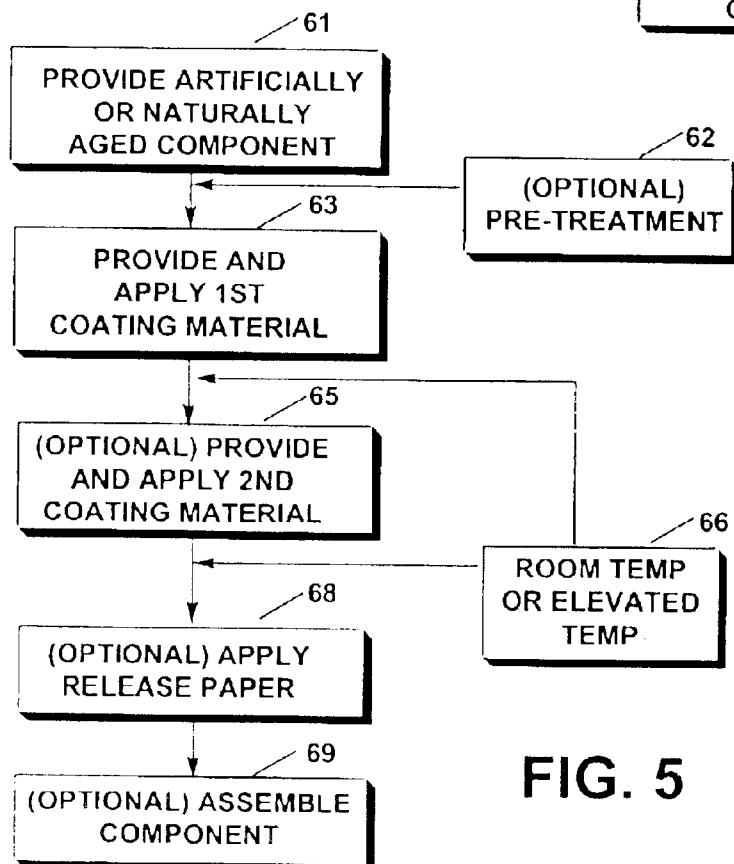 61
PROVIDE ARTIFICIALLY
OR NATURALLY
AGED COMPONENT
62
(OPTIONAL)
PRE-TREATMENT
63
PROVIDE AND
APPLY 1ST
COATING MATERIAL
65
(OPTIONAL) PROVIDE
AND APPLY 2ND
COATING MATERIAL
66
ROOM TEMP
OR ELEVATED
TEMP
68
(OPTIONAL) APPLY
RELEASE PAPER
69
(OPTIONAL) ASSEMBLE
COMPONENT
FIG. 5